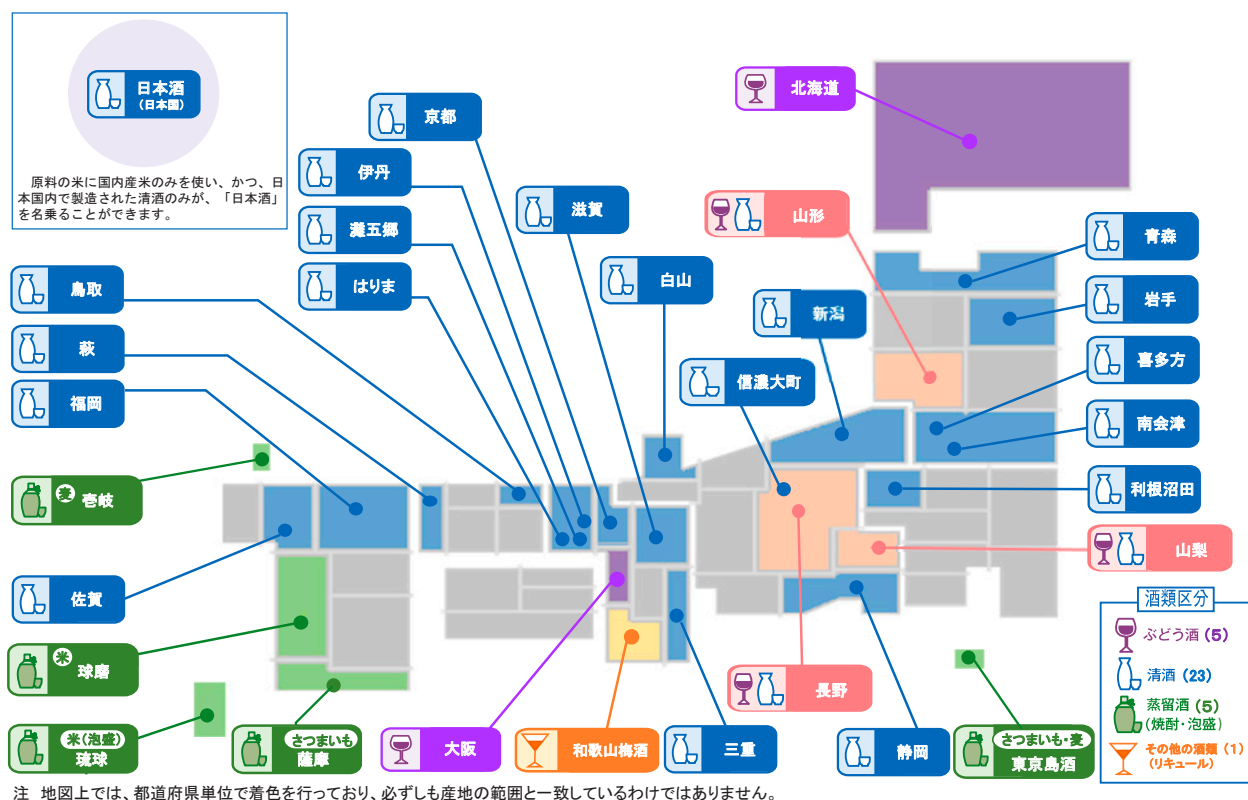 日本酒
(日本国)
原料の米に国内産米のみを使い、かつ、日
本国内で製造された清酒のみが、「日本酒」
を名乗ることができます。
京都
伊丹
灘五郷
はりま
滋賀
白山
新潟
信濃大町
北海道
山形
青森
岩手
喜多方
南会津
利根沼田
山梨
鳥取
萩
福岡
麦
壱岐
佐賀
米
球磨
米(泡盛)
琉球
さつまいも
薩摩
大阪
和歌山梅酒
三重
長野
静岡
さつまいも・麦
東京島酒
酒類区分
ぶどう酒 (5)
清酒 (23)
蒸留酒 (5)
(焼酎・泡盛)
その他の酒類 (1)
(リキュール)
注 地図上では、都道府県単位で着色を行っており、必ずしも産地の範囲と一致しているわけではありません。